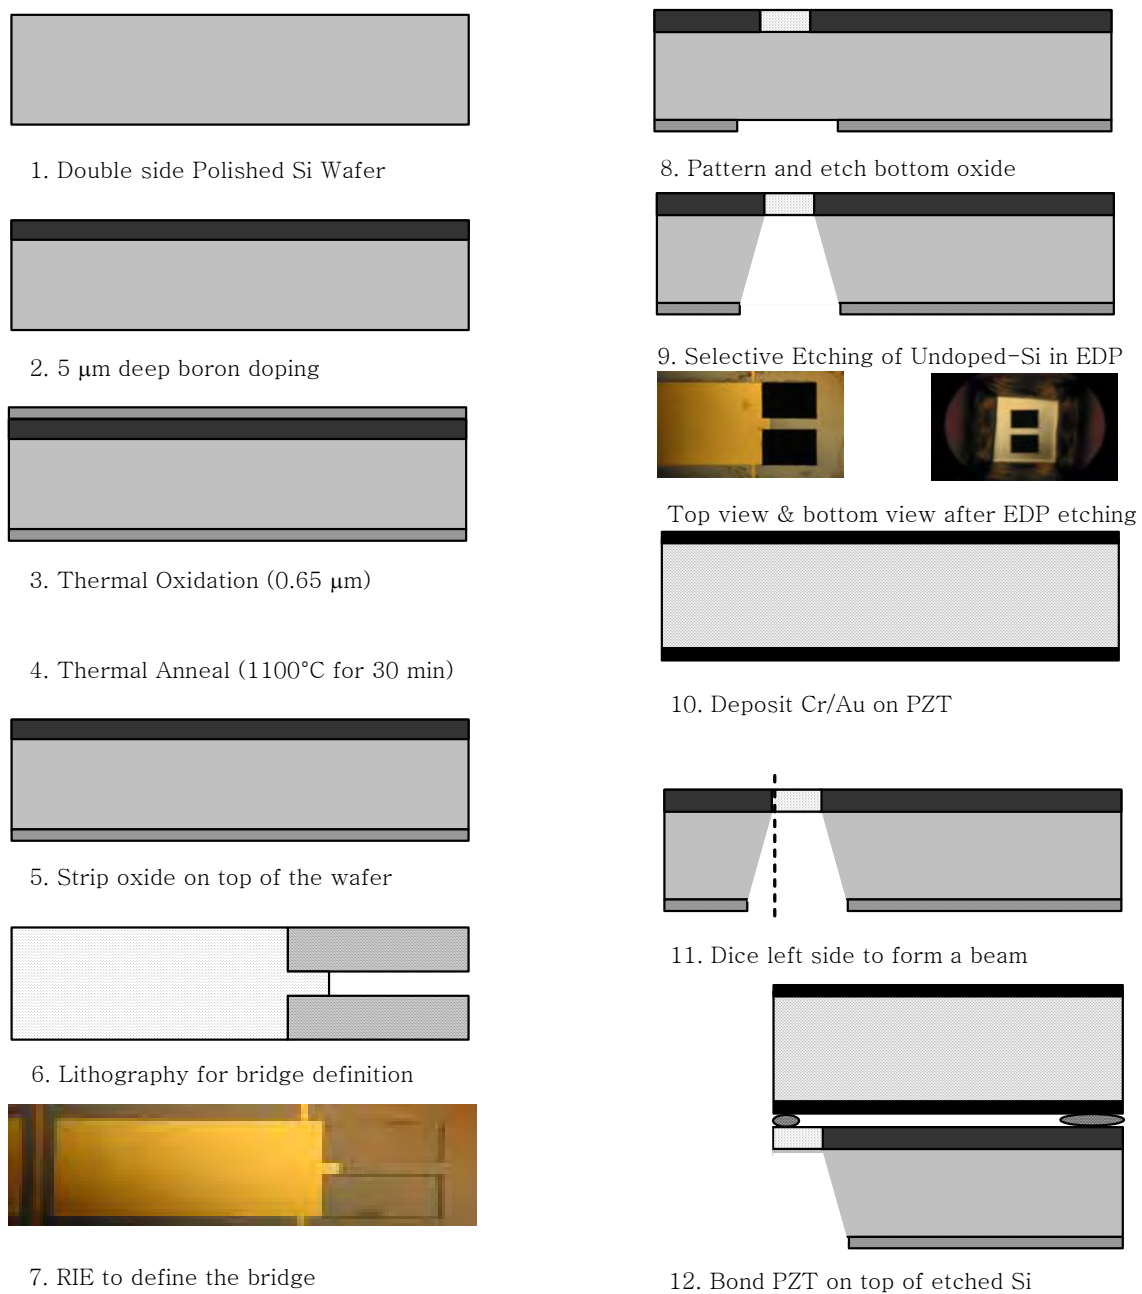 1. Double side Polished Si Wafer
2. 5 μm deep boron doping
3. Thermal Oxidation (0.65 μm)
4. Thermal Anneal (1100°C for 30 min)
5. Strip oxide on top of the wafer
6. Lithography for bridge definition
7. RIE to define the bridge
8. Pattern and etch bottom oxide
9. Selective Etching of Undoped-Si in EDP
Top view & bottom view after EDP etching
10. Deposit Cr/Au on PZT
11. Dice left side to form a beam
12. Bond PZT on top of etched Si